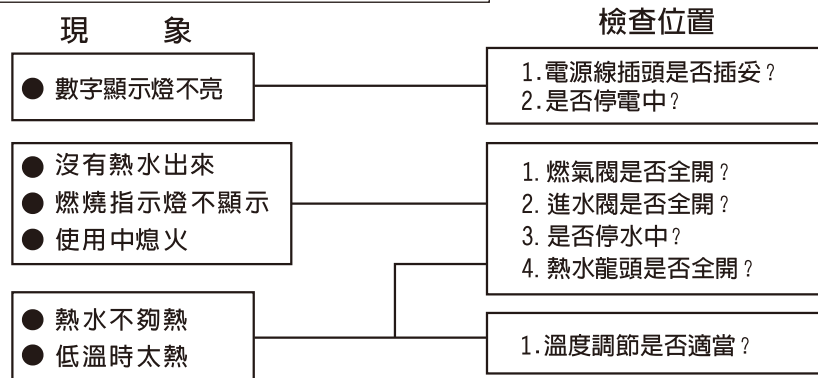 現 象
檢查位置
● 數字顯示燈不亮
1.電源線插頭是否插妥?
2.是否停電中?
● 沒有熱水出來
● 燃燒指示燈不顯示
● 使用中熄火
1. 燃氣閥是否全開?
2. 進水閥是否全開?
3. 是否停水中?
4. 熱水龍頭是否全開?
● 熱水不夠熱
● 低溫時太熱
1.溫度調節是否適當?